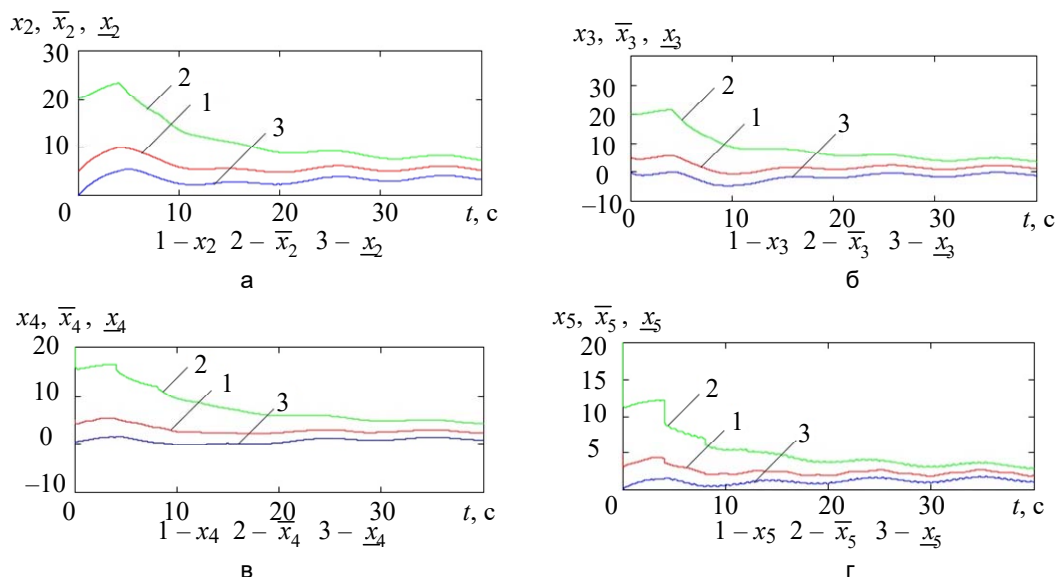 x₂, x̅₂, x̲₂
30
20
10
0
10
20
30
t, с
2
1
3
1 – x₂ 2 – x̅₂ 3 – x̲₂
а
x₃, x̅₃, x̲₃
30
20
10
0
–10
0
10
20
30
t, с
2
1
3
1 – x₃ 2 – x̅₃ 3 – x̲₃
б
x₄, x̅₄, x̲₄
20
10
0
–10
0
10
20
30
t, с
2
1
3
1 – x₄ 2 – x̅₄ 3 – x̲₄
в
x₅, x̅₅, x̲₅
20
15
10
5
0
10
20
30
t, с
2
1
3
1 – x₅ 2 – x̅₅ 3 – x̲₅
г